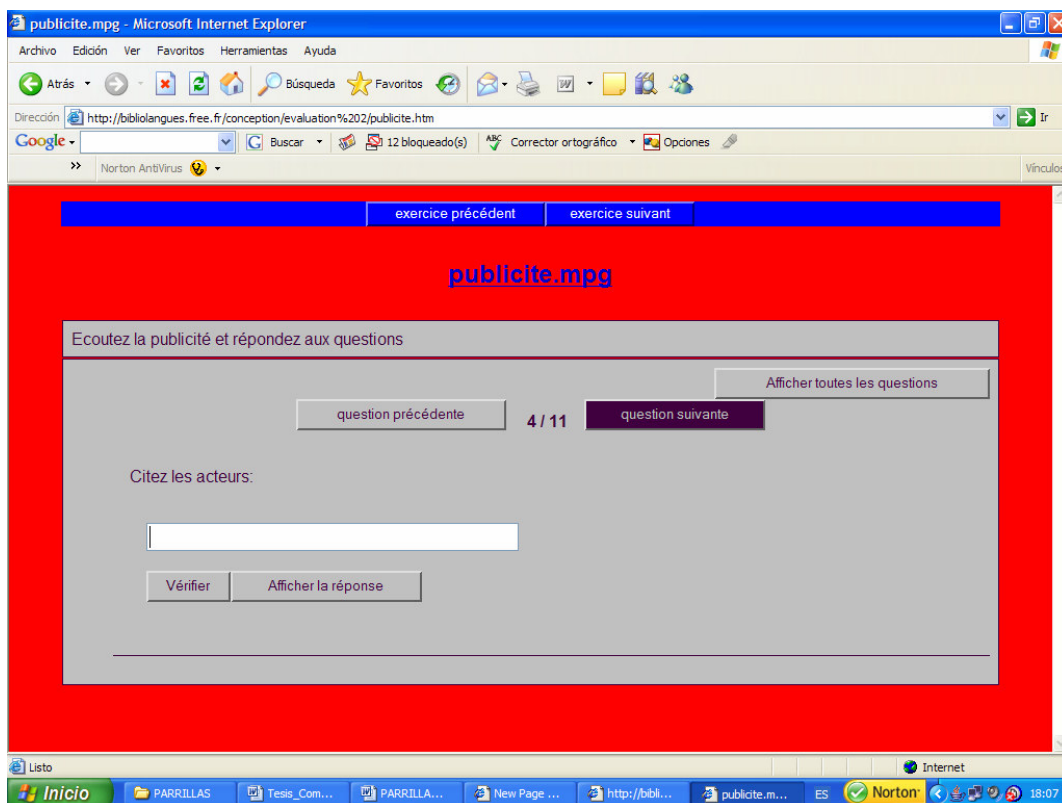 publicite.mpg - Microsoft Internet Explorer
Archivo Edición Ver Favoritos Herramientas Ayuda
Atrás Búsqueda Favoritos
Dirección http://bibliolangues.free.fr/conception/evaluation%202/publicite.htm Ir
Google Buscar 12 bloqueado(s) ABC Corrector ortográfico Opciones
» Norton AntiVirus Vínculos
exercice précédent exercice suivant
publicite.mpg
Ecoutez la publicité et répondez aux questions
Afficher toutes les questions
question précédente 4 / 11 question suivante
Citez les acteurs:
Vérifier Afficher la réponse
Listo Internet
Inicio PARRILLAS Tesis_Com... PARRILLA... New Page ... http://bibli... publicite.m... ES Norton 18:07